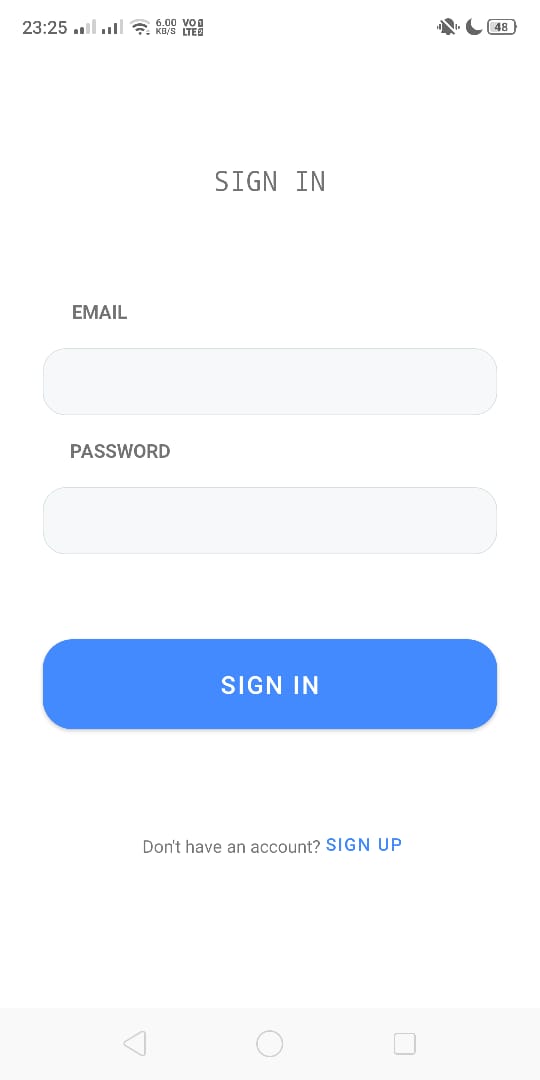 23:25 6.00 KB/S VO LTE 48
SIGN IN
EMAIL
PASSWORD
SIGN IN
Don't have an account? SIGN UP